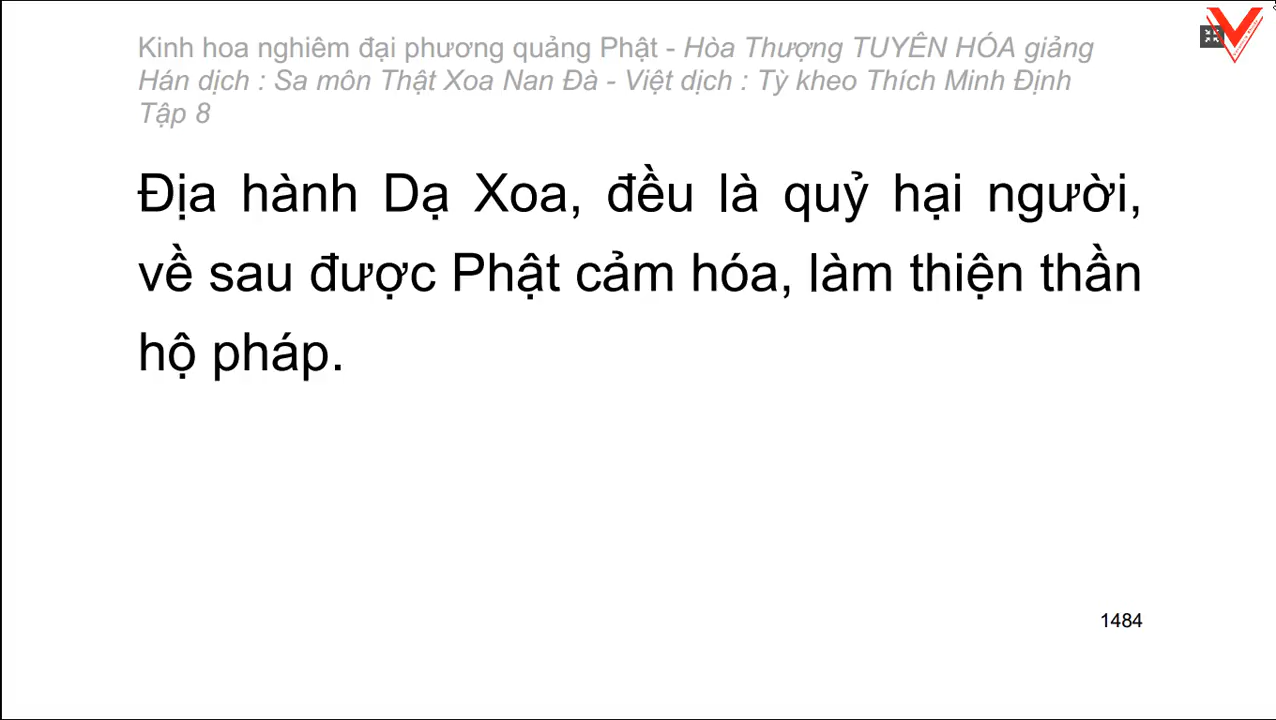 Kinh hoa nghiêm đại phương quảng Phật - Hòa Thượng TUYÊN HÓA giảng
Hán dịch : Sa môn Thật Xoa Nan Đà - Việt dịch : Tỳ kheo Thích Minh Định
Tập 8
Địa hành Dạ Xoa, đều là quỷ hại người,
về sau được Phật cảm hóa, làm thiện thần
hộ pháp.
1484